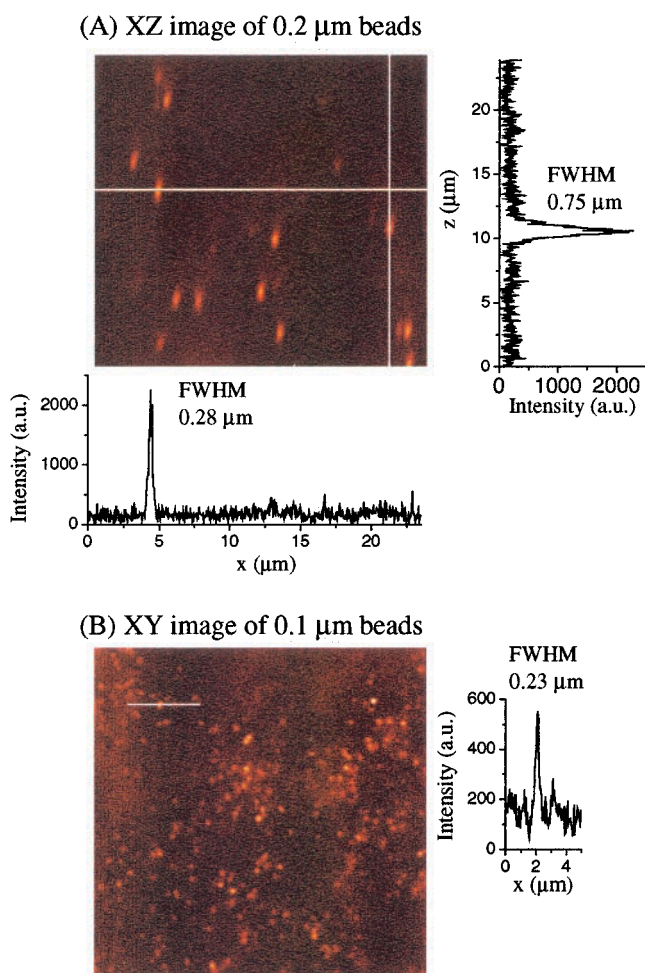 (A) XZ image of 0.2 µm beads
20
15
10
5
0
z (µm)
FWHM
0.75 µm
0 1000 2000
Intensity (a.u.)
2000
1000
0
Intensity (a.u.)
FWHM
0.28 µm
0 5 10 15 20
x (µm)
(B) XY image of 0.1 µm beads
FWHM
0.23 µm
600
400
200
0
Intensity (a.u.)
0 2 4
x (µm)